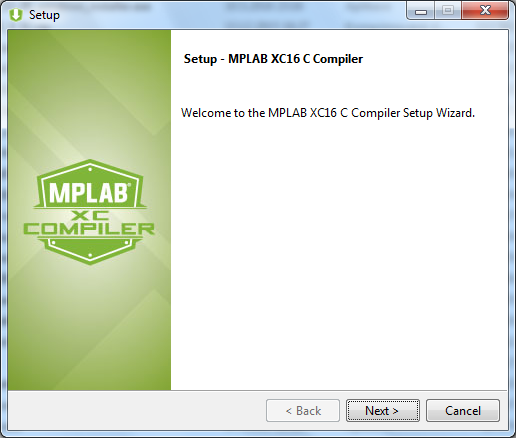 Setup
Setup - MPLAB XC16 C Compiler
Welcome to the MPLAB XC16 C Compiler Setup Wizard.
MPLAB®
XC
COMPILER
< Back
Next >
Cancel